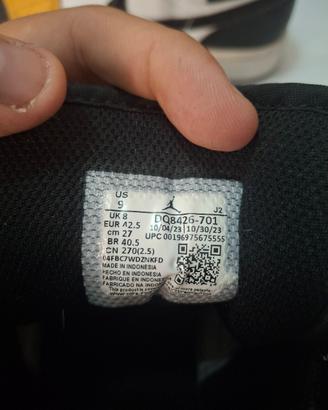 US
9 J2
UK 8 DQ8426-701
EUR 42.5 10/04/23 10/30/23
cm 27 UPC 00196975675555
BR 40.5
CN 270(2.5)
04FBC7WDZNKFD
MADE IN INDONESIA
HECHO EN INDONESIA
FABRIQUE EN INDONESIE
FABRICADO NA INDONESIA